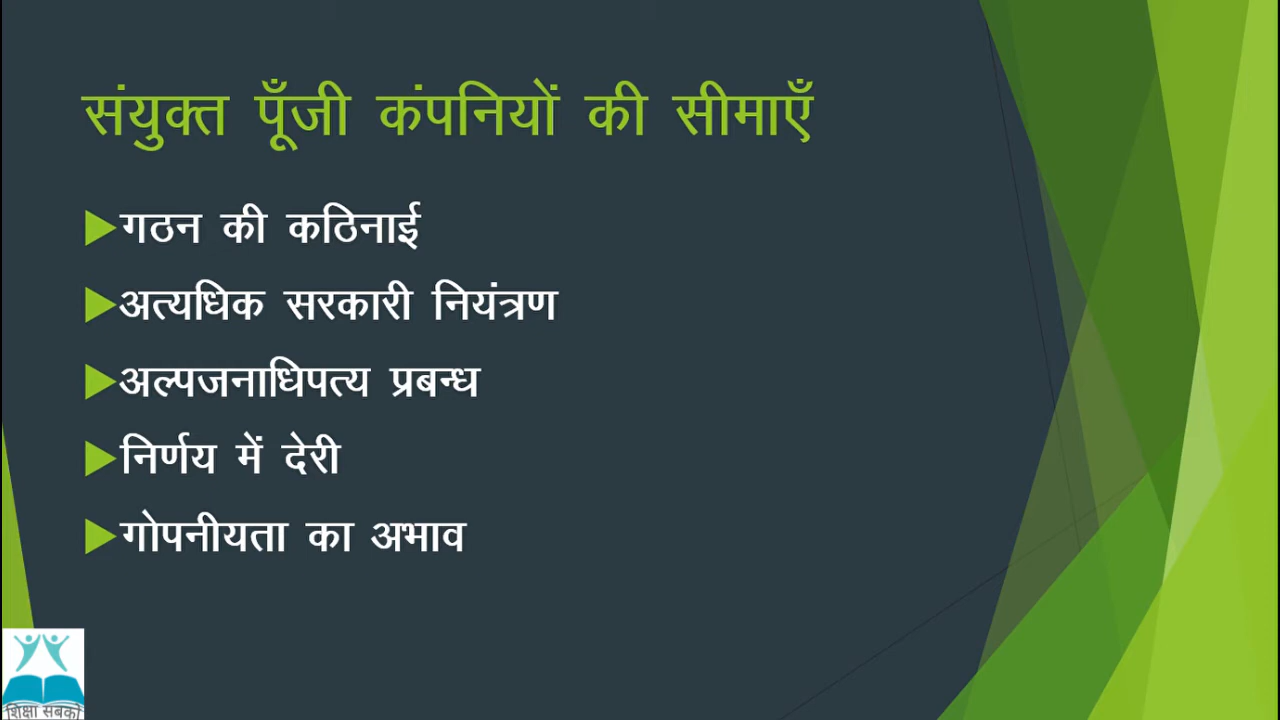 संयुक्त पूँजी कंपनियों की सीमाएँ
गठन की कठिनाई
अत्यधिक सरकारी नियंत्रण
अल्पजनाधिपत्य प्रबन्ध
निर्णय में देरी
गोपनीयता का अभाव
शिक्षा सबको